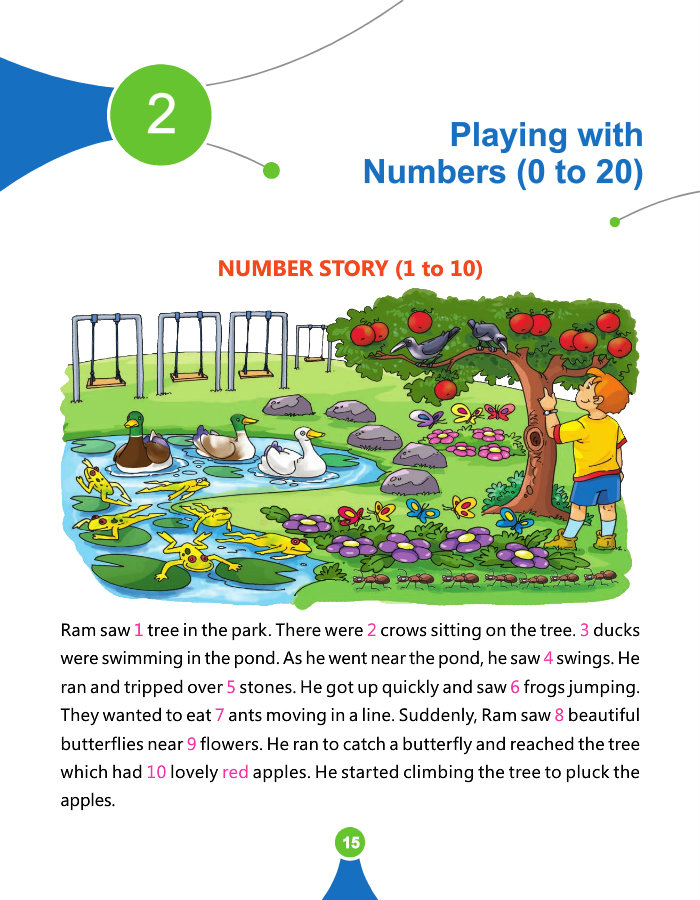 2
Playing with
Numbers (0 to 20)
NUMBER STORY (1 to 10)
Ram saw 1 tree in the park. There were 2 crows sitting on the tree. 3 ducks
were swimming in the pond. As he went near the pond, he saw 4 swings. He
ran and tripped over 5 stones. He got up quickly and saw 6 frogs jumping.
They wanted to eat 7 ants moving in a line. Suddenly, Ram saw 8 beautiful
butterflies near 9 flowers. He ran to catch a butterfly and reached the tree
which had 10 lovely red apples. He started climbing the tree to pluck the
apples.
15